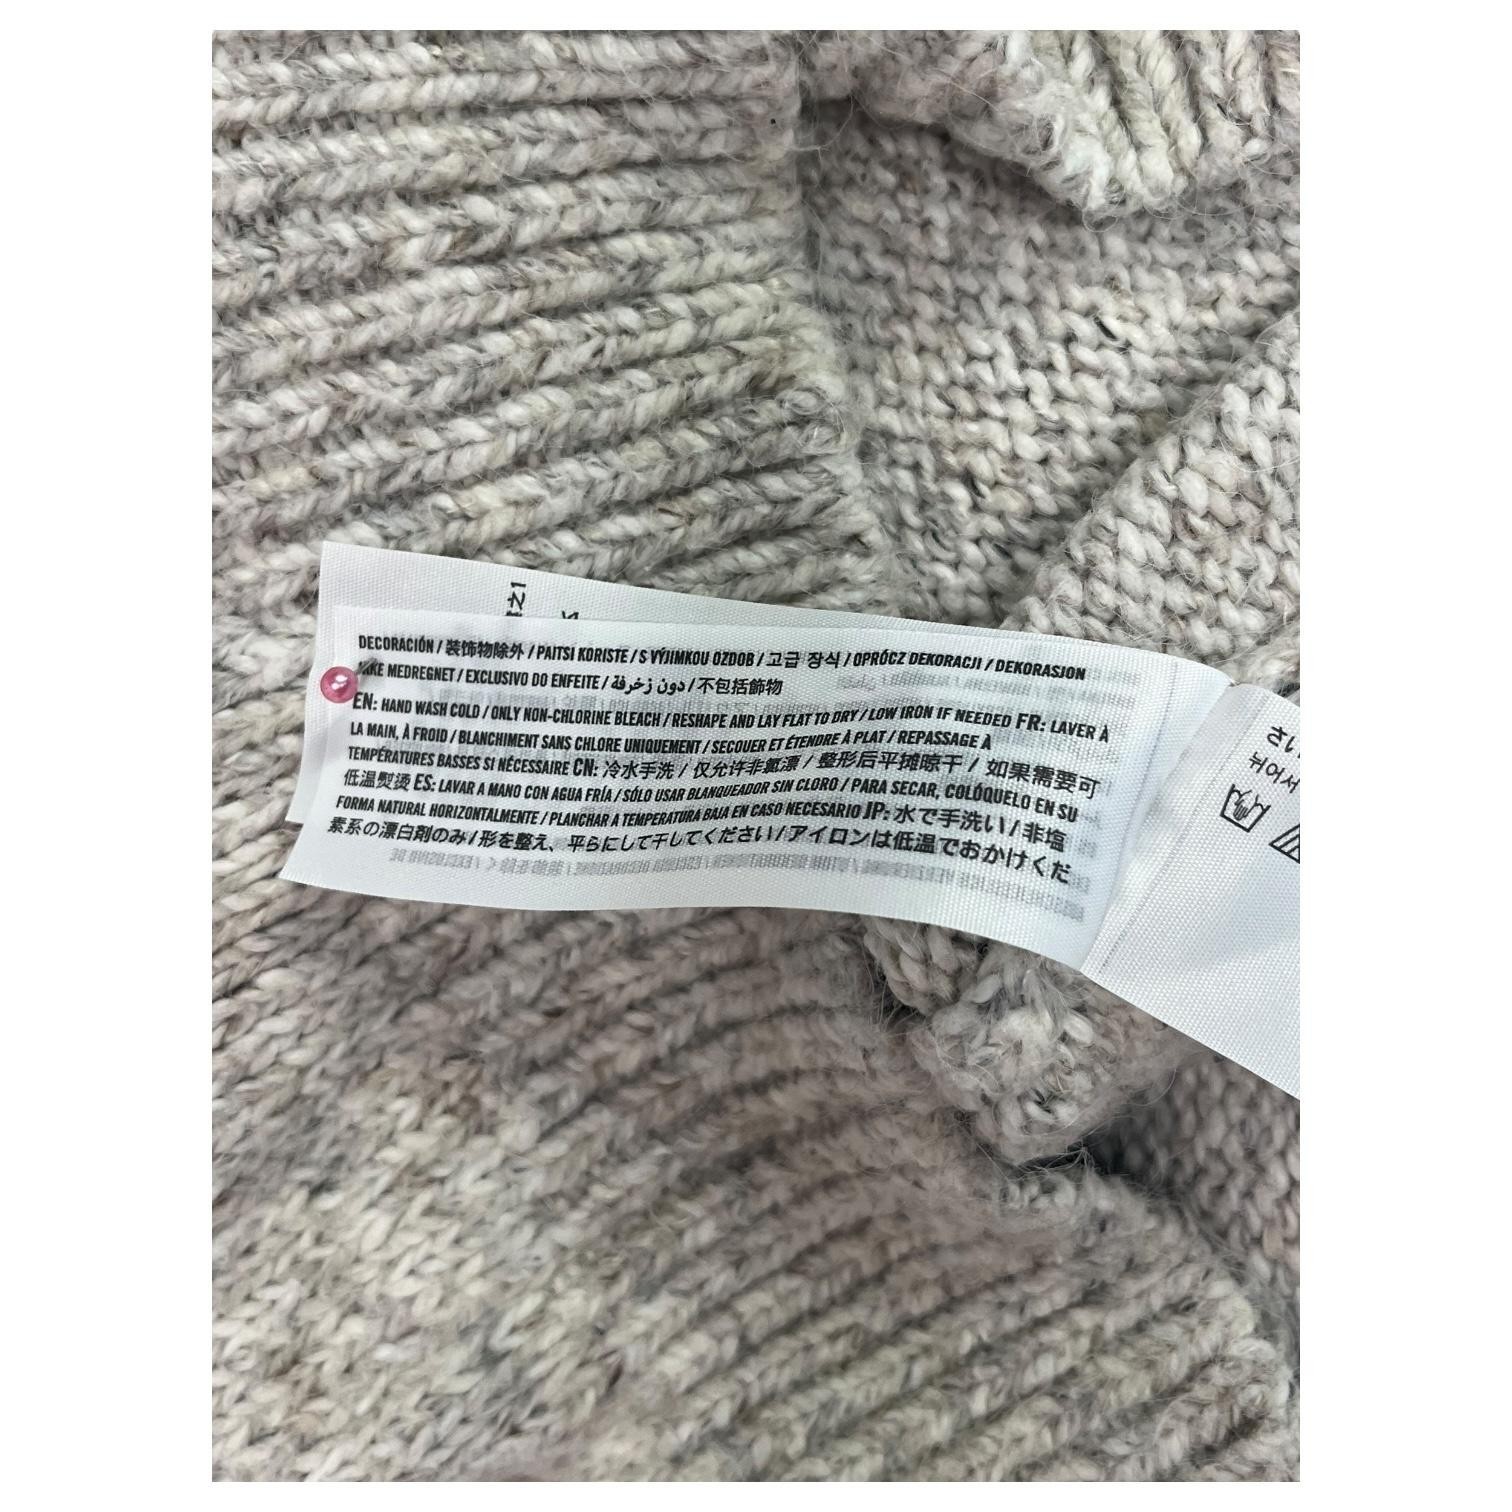 DECORACIÓN / 装饰物除外 / PAITSI KORISTE / S VÝJIMKOU OZDOB / 고급 장식 / OPRÓCZ DEKORACJI / DEKORASJON
IKKE MEDREGNET / EXCLUSIVO DO ENFEITE / دون زخرفة / 不包括飾物
EN: HAND WASH COLD / ONLY NON-CHLORINE BLEACH / RESHAPE AND LAY FLAT TO DRY / LOW IRON IF NEEDED FR: LAVER À
LA MAIN, À FROID / BLANCHIMENT SANS CHLORE UNIQUEMENT / SECOUER ET ÉTENDRE À PLAT / REPASSAGE À
TEMPÉRATURES BASSES SI NÉCESSAIRE CN: 冷水手洗 / 仅允许非氯漂 / 整形后平摊晾干 / 如果需要可
低温熨烫 ES: LAVAR A MANO CON AGUA FRÍA / SÓLO USAR BLANQUEADOR SIN CLORO / PARA SECAR, COLÓQUELO EN SU
FORMA NATURAL HORIZONTALMENTE / PLANCHAR A TEMPERATURA BAJA EN CASO NECESARIO JP: 水で手洗い / 非塩
素系の漂白剤のみ / 形を整え、平らにして干してください / アイロンは低温でおかけくだ
さい
뉘어서